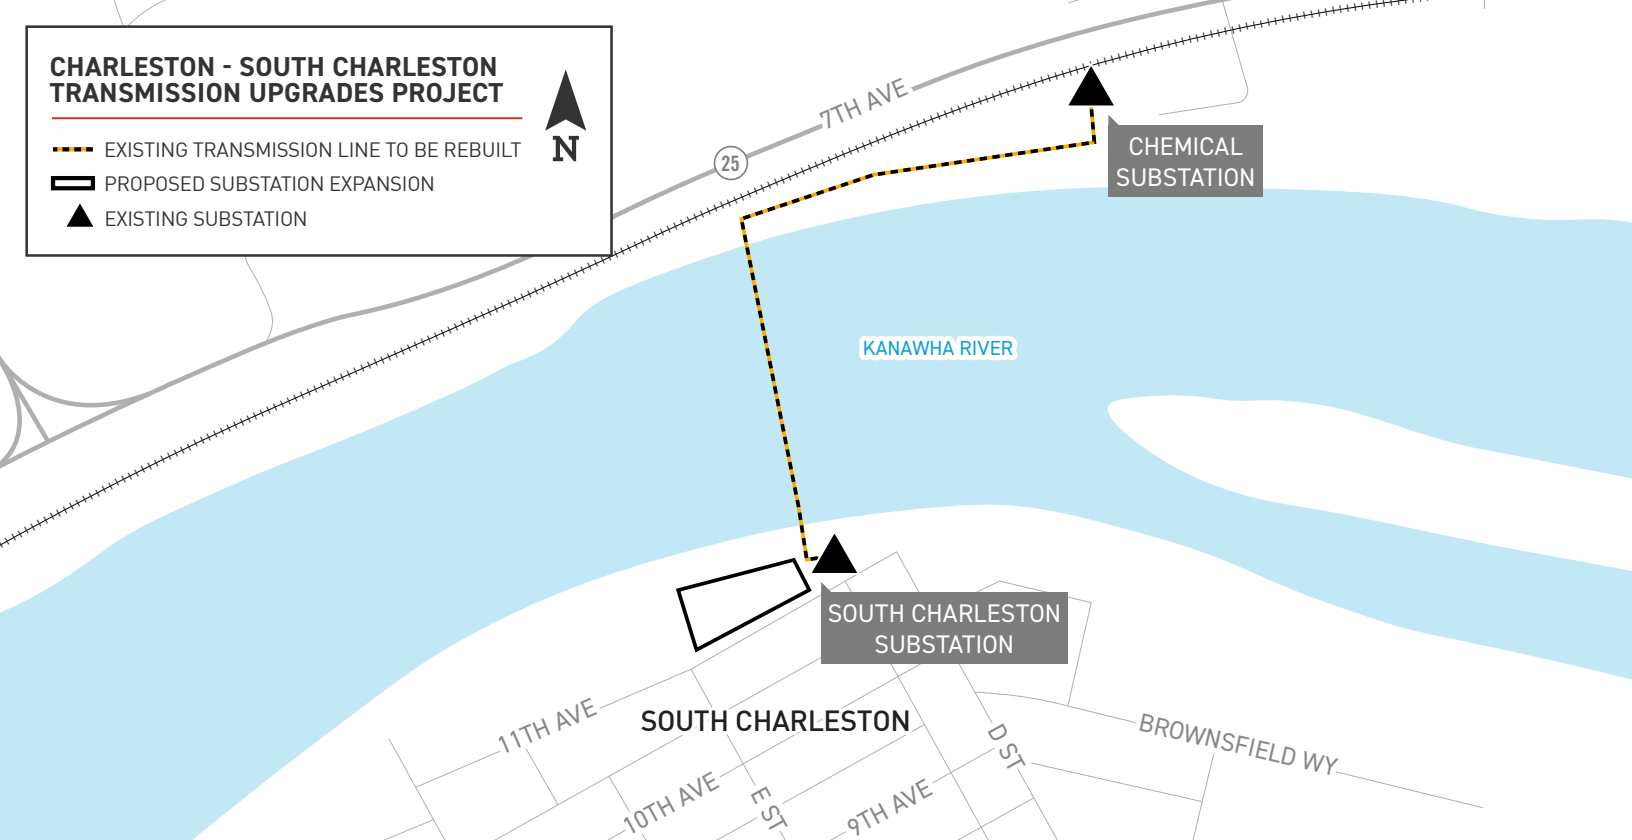 CHARLESTON - SOUTH CHARLESTON
TRANSMISSION UPGRADES PROJECT
N
EXISTING TRANSMISSION LINE TO BE REBUILT
PROPOSED SUBSTATION EXPANSION
EXISTING SUBSTATION
7TH AVE
25
CHEMICAL
SUBSTATION
KANAWHA RIVER
SOUTH CHARLESTON
SUBSTATION
SOUTH CHARLESTON
11TH AVE
10TH AVE
E ST
9TH AVE
D ST
BROWNSFIELD WY